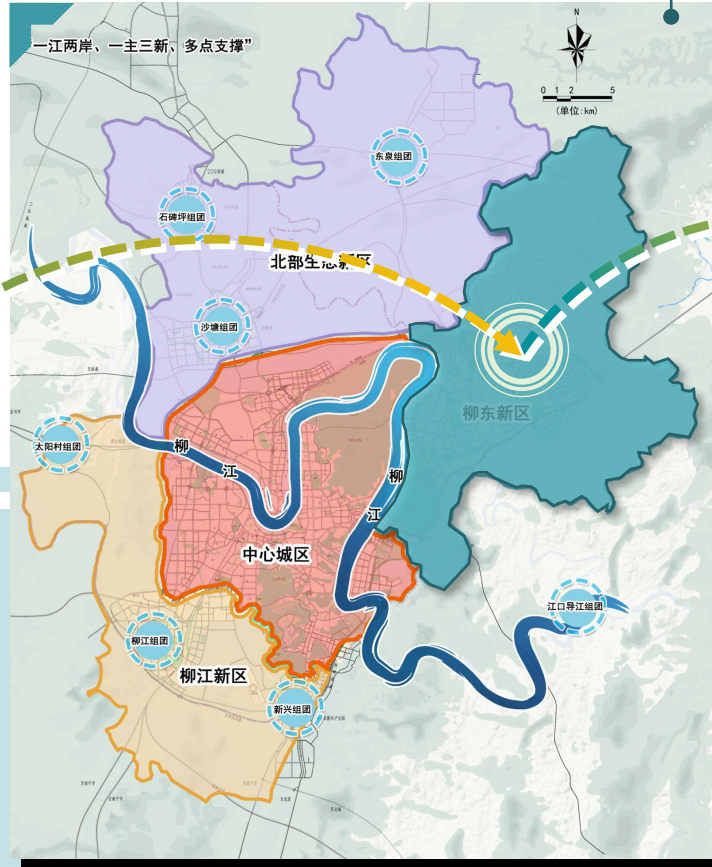 “一江两岸、一主三新、多点支撑”
N
0 1 2 5
(单位:km)
东泉组团
石碑坪组团
北部生态新区
沙塘组团
柳东新区
太阳村组团
柳
江
柳
江
中心城区
江口导江组团
柳江组团
柳江新区
新兴组团